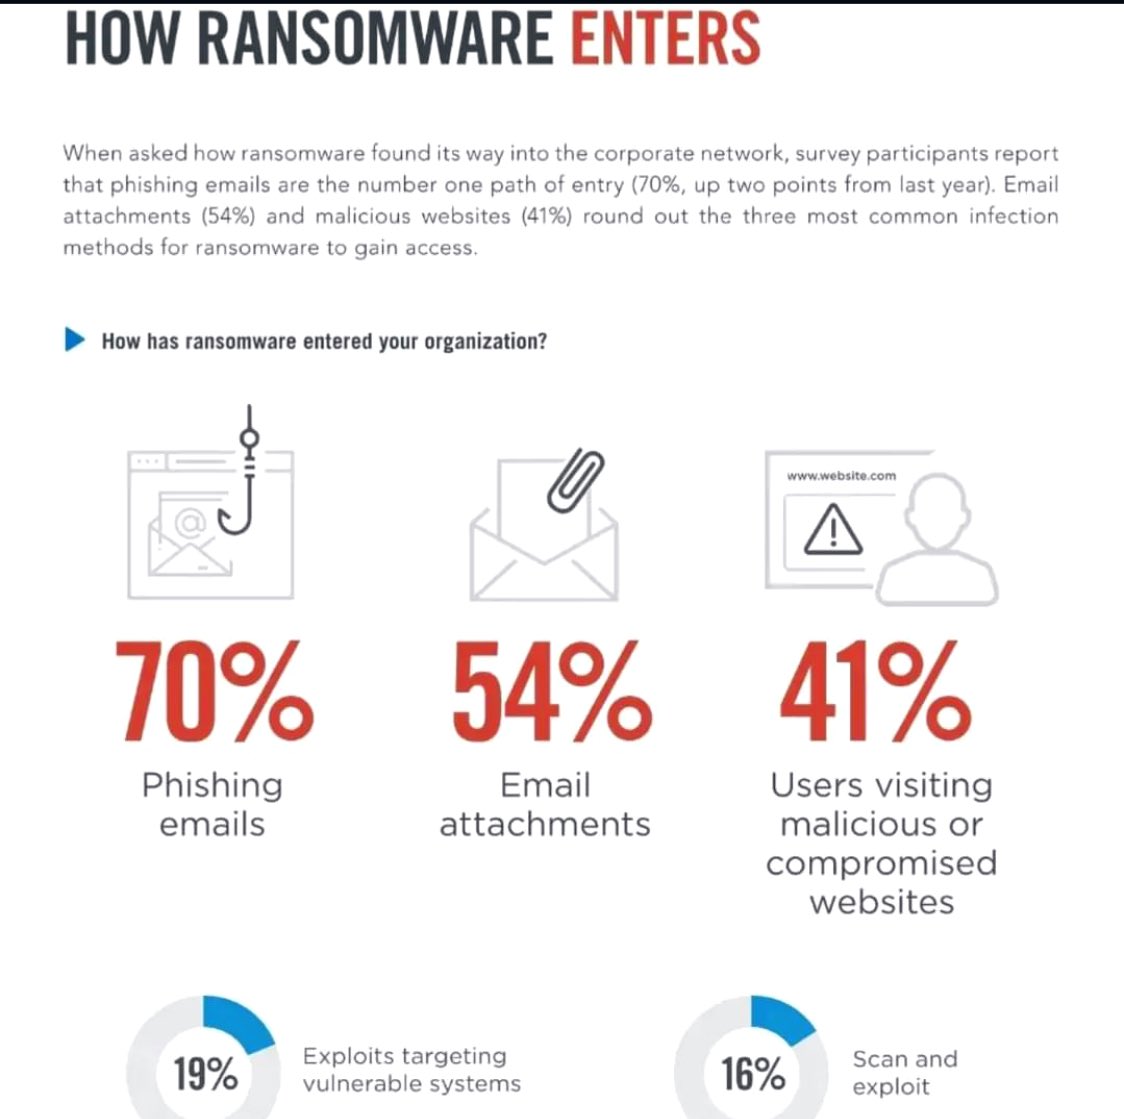 HOW RANSOMWARE ENTERS
When asked how ransomware found its way into the corporate network, survey participants report
that phishing emails are the number one path of entry (70%, up two points from last year). Email
attachments (54%) and malicious websites (41%) round out the three most common infection
methods for ransomware to gain access.
How has ransomware entered your organization?
@
www.website.com
!
70%
Phishing
emails
54%
Email
attachments
41%
Users visiting
malicious or
compromised
websites
19%
Exploits targeting
vulnerable systems
16%
Scan and
exploit